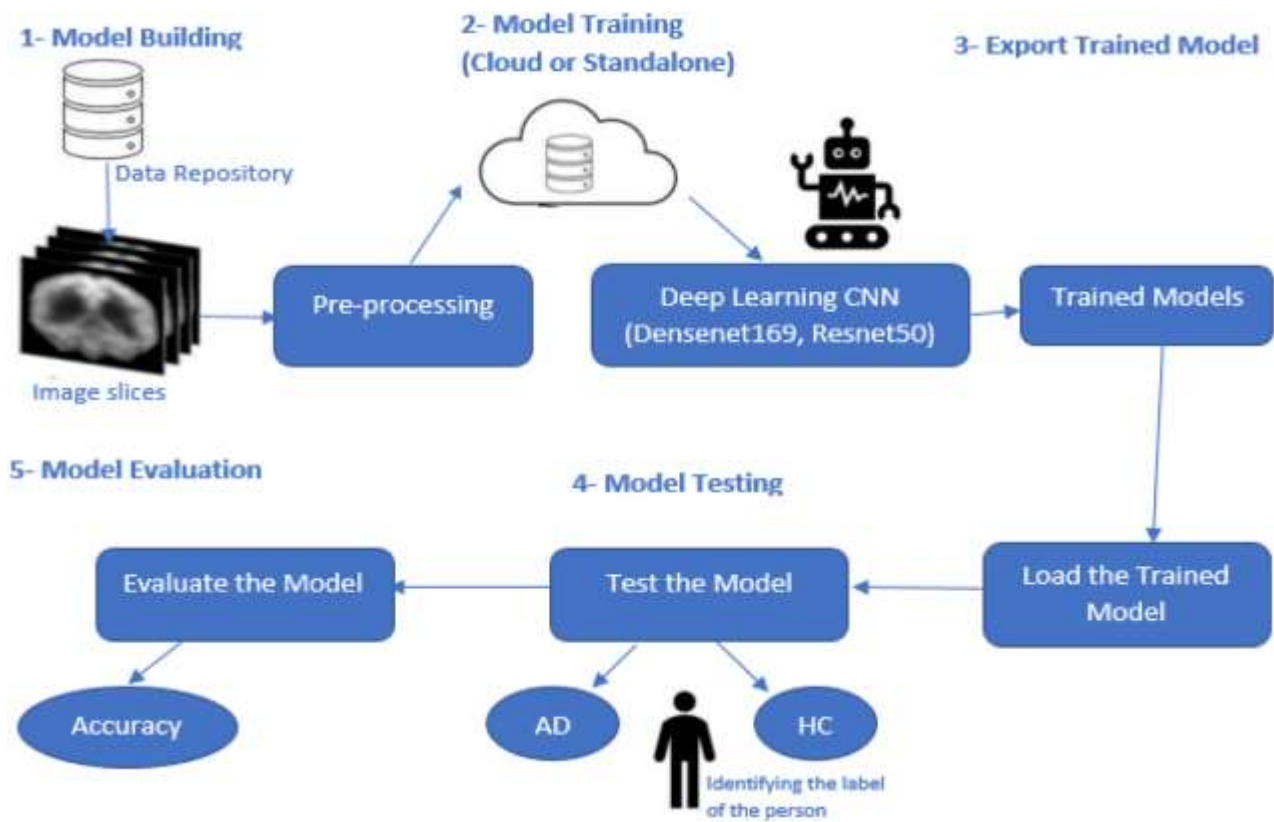 1- Model Building
2- Model Training
(Cloud or Standalone)
3- Export Trained Model
Data Repository
Image slices
Pre-processing
Deep Learning CNN
(Densenet169, Resnet50)
Trained Models
5- Model Evaluation
4- Model Testing
Evaluate the Model
Test the Model
Load the Trained
Model
Accuracy
AD
HC
Identifying the label
of the person